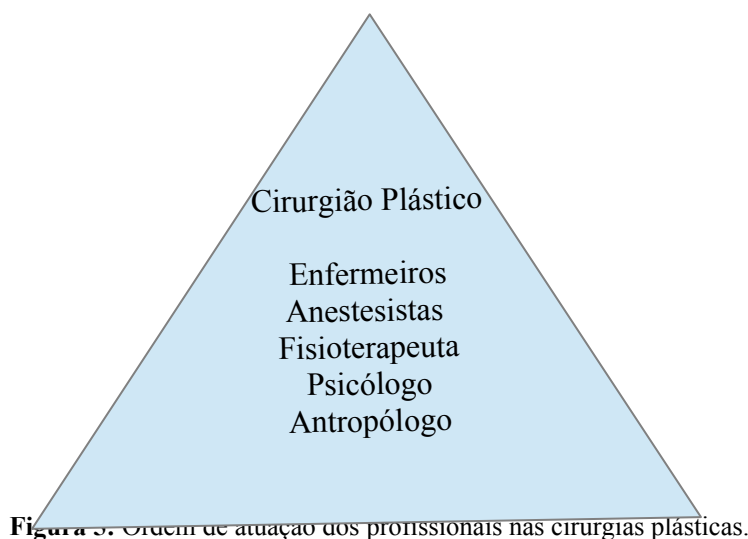 Cirurgião Plástico
Enfermeiros
Anestesistas
Fisioterapeuta
Psicólogo
Antropólogo
Figura 3: Ordem de atuação dos profissionais nas cirurgias plásticas.